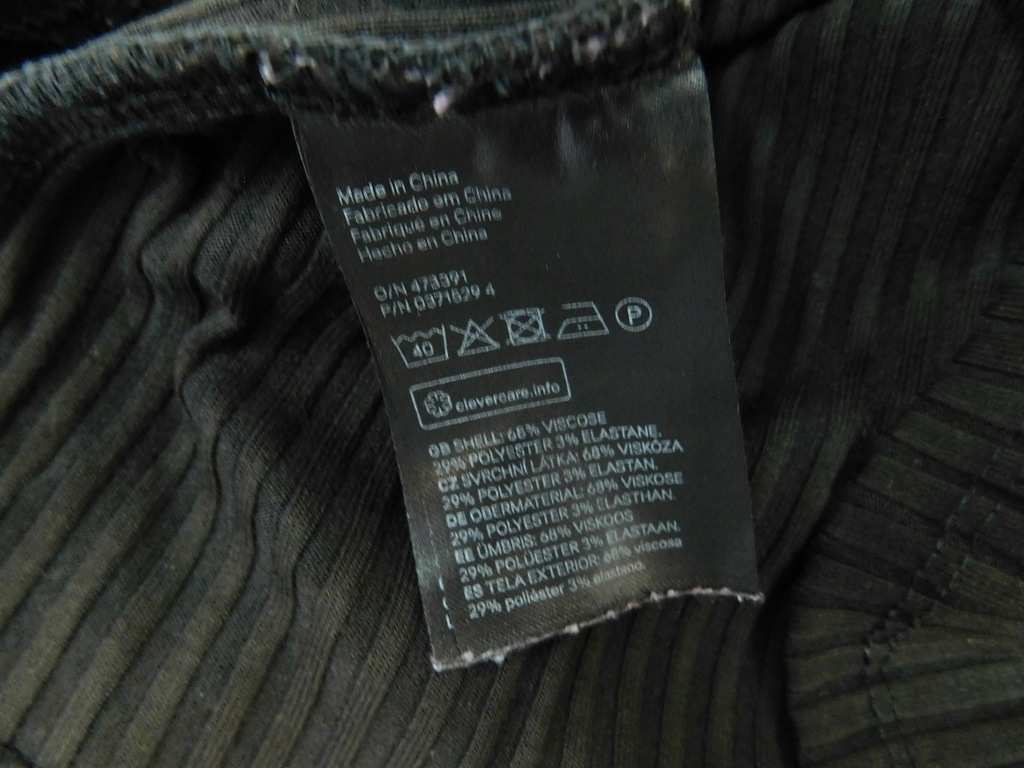 Made in China
Fabricado em China
Fabriqué en Chine
Hecho en China
O/N 473391
P/N 0371529 4
40 P
clevercare.info
GB SHELL: 68% VISCOSE
29% POLYESTER 3% ELASTANE.
CZ SVRCHNÍ LÁTKA: 68% VISKÓZA
29% POLYESTER 3% ELASTAN.
DE OBERMATERIAL: 68% VISKOSE
29% POLYESTER 3% ELASTHAN.
EE ÜMBRIS: 68% VISKOOS
29% POLÜESTER 3% ELASTAAN.
ES TELA EXTERIOR: 68% viscosa
29% poliéster 3% elastano.